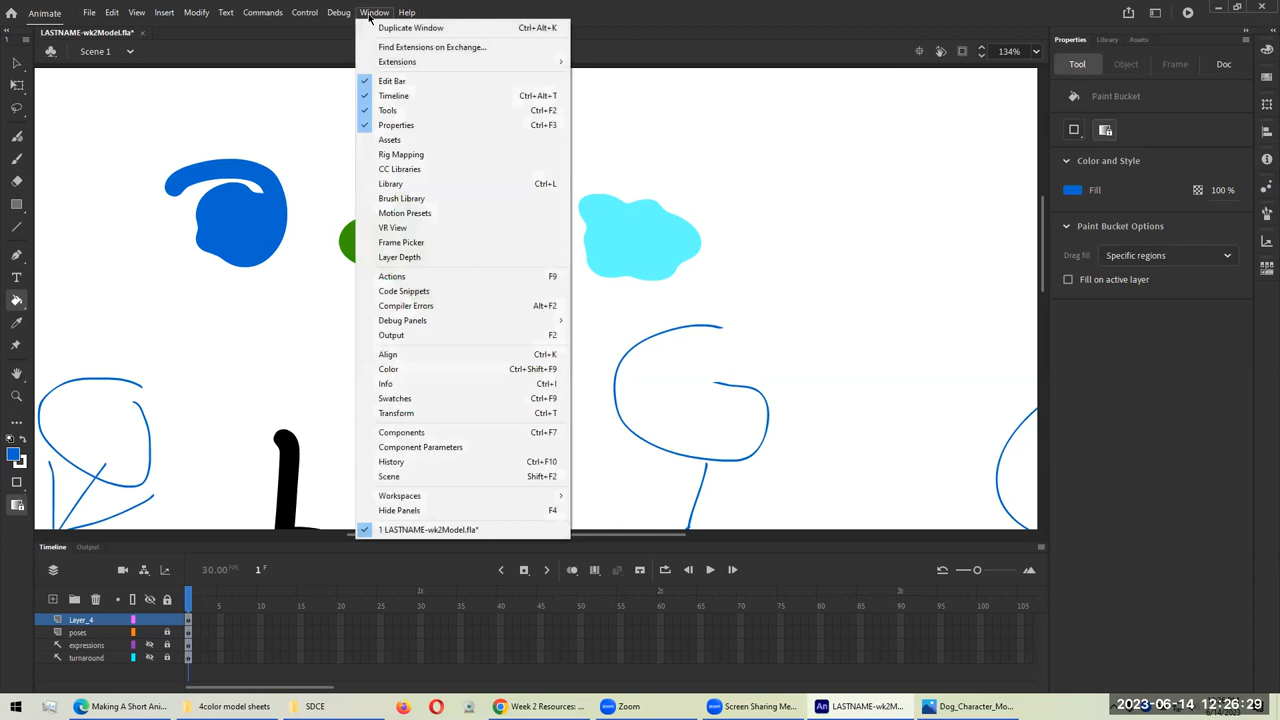 Animate File Edit View Insert Modify Text Commands Control Debug Window Help
LASTNAME-wk2Model.fla* ×
Scene 1
134%
Duplicate Window Ctrl+Alt+K
Find Extensions on Exchange...
Extensions
Edit Bar
Timeline Ctrl+Alt+T
Tools Ctrl+F2
Properties Ctrl+F3
Assets
Rig Mapping
CC Libraries
Library Ctrl+L
Brush Library
Motion Presets
VR View
Frame Picker
Layer Depth
Actions F9
Code Snippets
Compiler Errors Alt+F2
Debug Panels
Output F2
Align Ctrl+K
Color Ctrl+Shift+F9
Info Ctrl+I
Swatches Ctrl+F9
Transform Ctrl+T
Components Ctrl+F7
Component Parameters
History Ctrl+F10
Scene Shift+F2
Workspaces
Hide Panels F4
1 LASTNAME-wk2Model.fla*
Properties Library Assets
Tool Object Frame Doc
Paint Bucket
Color and Style
Fill 100 %
Paint Bucket Options
Drag fill Specific regions
Fill on active layer
Timeline Output
30.00 FPS 1 F
1s 2s 3s
5 10 15 20 25 30 35 40 45 50 55 60 65 70 75 80 85 90 95 100 105
Layer_4
poses
expressions
turnaround
Making A Short Ani... 4color model sheets SDCE Week 2 Resources: ... Zoom Screen Sharing Me... LASTNAME-wk2M... Dog_Character_Mo...
2023-06-14 12:26:29